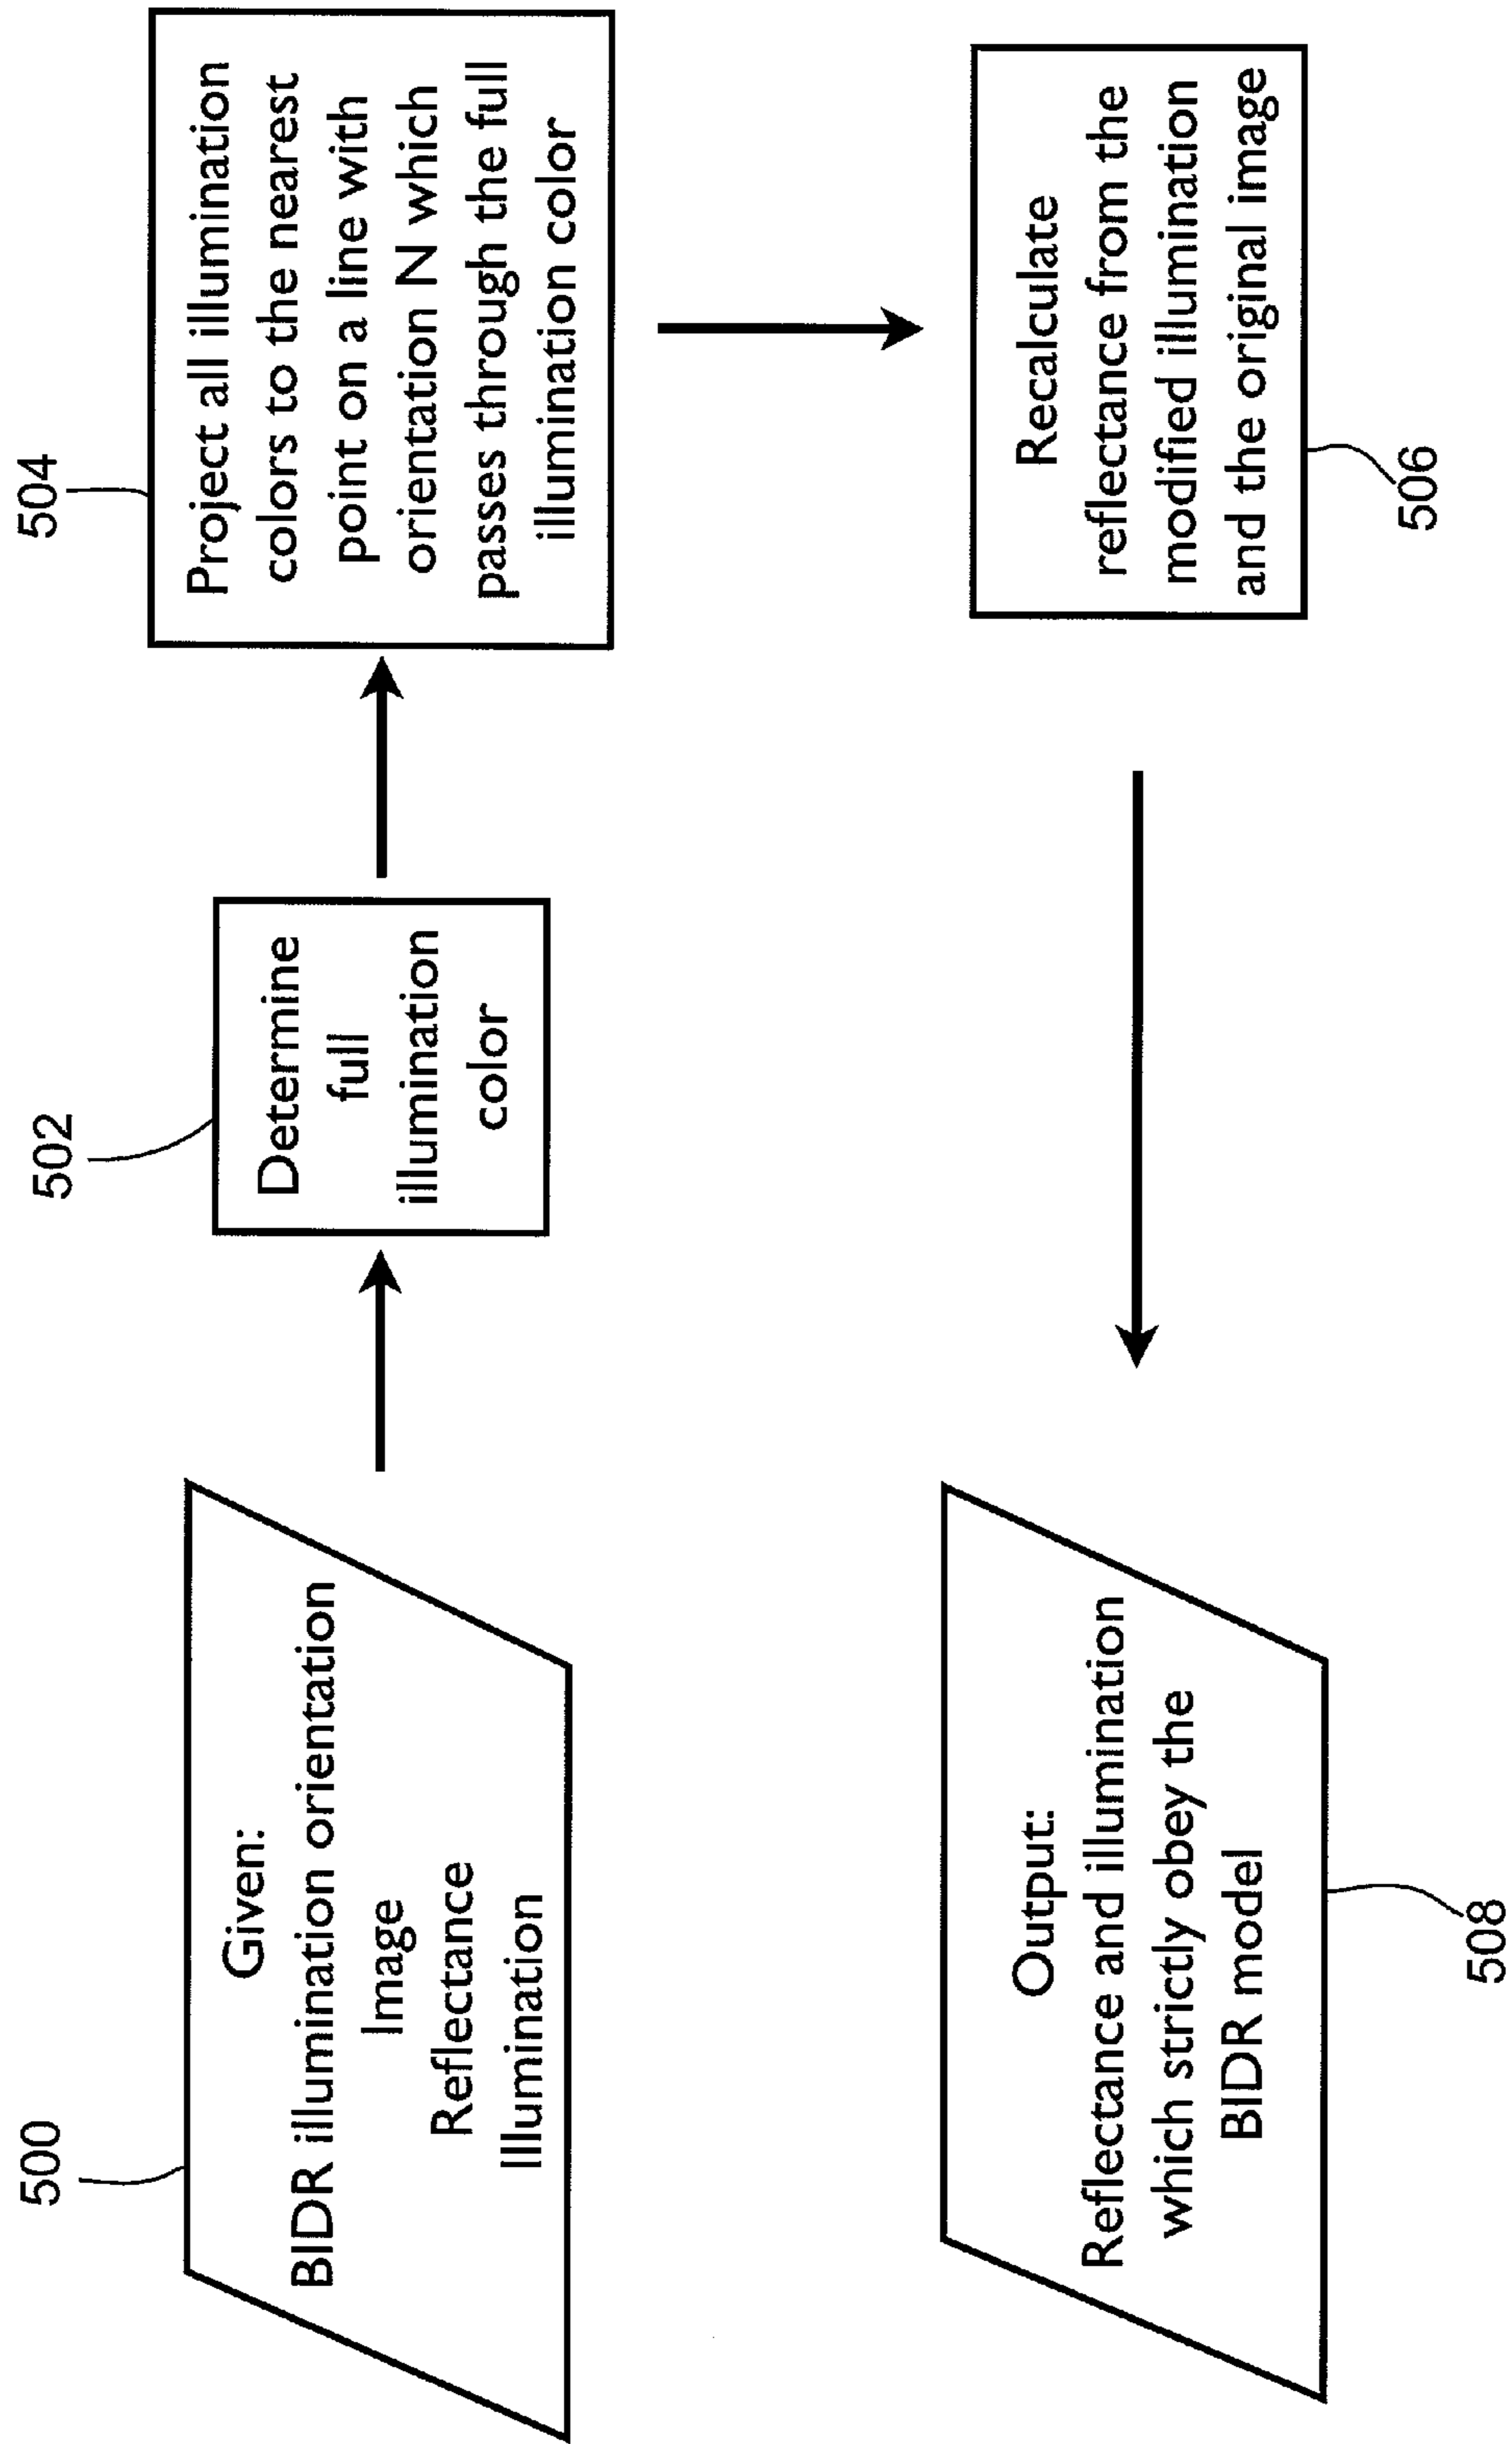 500
Given:
BIDR illumination orientation
Image
Reflectance
Illumination
502
Determine
full
illumination
color
504
Project all illumination
colors to the nearest
point on a line with
orientation N which
passes through the full
illumination color
Recalculate
reflectance from the
modified illumination
and the original image
506
Output:
Reflectance and illumination
which strictly obey the
BIDR model
508